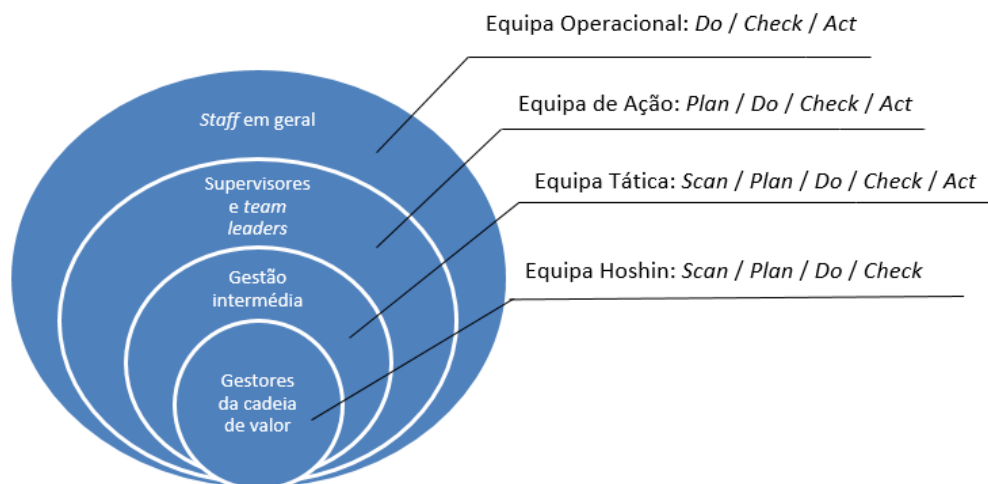 Equipa Operacional: Do / Check / Act
Equipa de Ação: Plan / Do / Check / Act
Equipa Tática: Scan / Plan / Do / Check / Act
Equipa Hoshin: Scan / Plan / Do / Check
Staff em geral
Supervisores
e team
leaders
Gestão
intermédia
Gestores
da cadeia
de valor